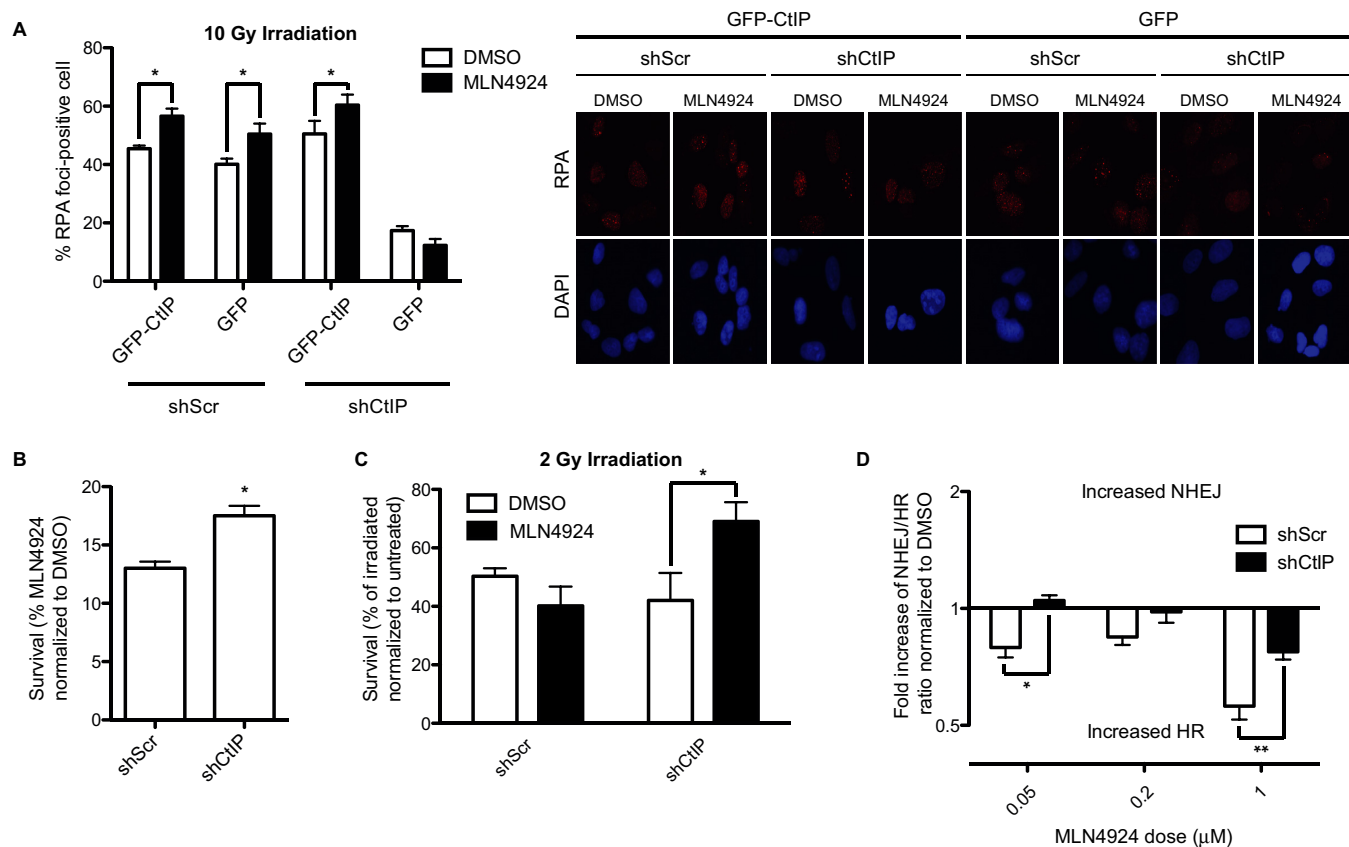 A
10 Gy Irradiation
% RPA foci-positive cell
80
60
40
20
0
*
*
*
DMSO
MLN4924
GFP-CtIP
GFP
GFP-CtIP
GFP
shScr
shCtIP
GFP-CtIP
GFP
shScr
shCtIP
shScr
shCtIP
DMSO
MLN4924
DMSO
MLN4924
DMSO
MLN4924
DMSO
MLN4924
RPA
DAPI
B
Survival (% MLN4924
normalized to DMSO)
20
15
10
5
0
*
shScr
shCtIP
C
2 Gy Irradiation
Survival (% of irradiated
normalized to untreated)
80
60
40
20
0
DMSO
MLN4924
*
shScr
shCtIP
D
Fold increase of NHEJ/HR
ratio normalized to DMSO
2
1
0.5
Increased NHEJ
shScr
shCtIP
*
Increased HR
**
0.05
0.2
1
MLN4924 dose (μM)